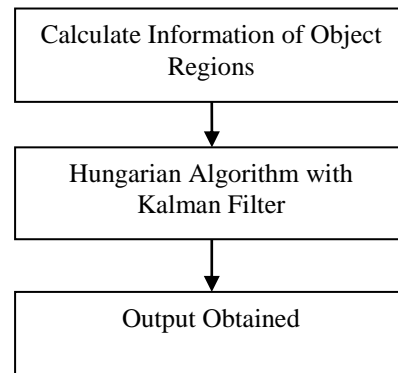 Calculate Information of Object
Regions
Hungarian Algorithm with
Kalman Filter
Output Obtained